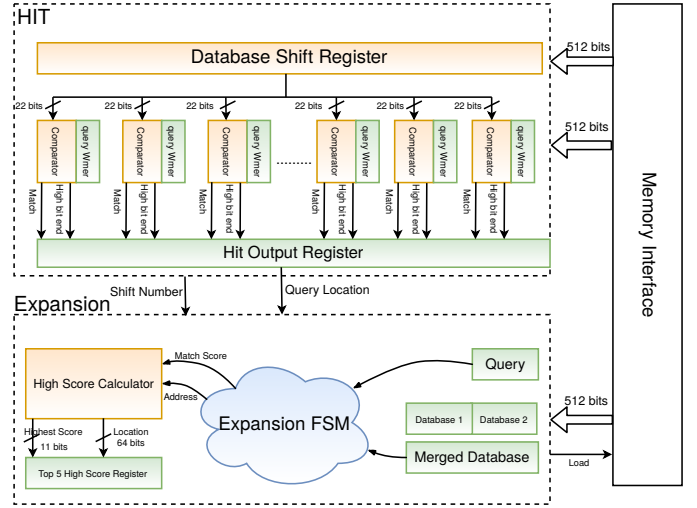 HIT
Database Shift Register
512 bits
22 bits
22 bits
22 bits
22 bits
22 bits
22 bits
512 bits
Comparator
query Wmer
Comparator
query Wmer
Comparator
query Wmer
Comparator
query Wmer
Comparator
query Wmer
Comparator
query Wmer
Match
High bit end
Match
High bit end
Match
High bit end
Match
High bit end
Match
High bit end
Match
High bit end
Hit Output Register
Memory Interface
Shift Number
Query Location
Expansion
Match Score
High Score Calculator
Address
Query
Expansion FSM
512 bits
Database 1
Database 2
Highest Score
11 bits
Location
64 bits
Merged Database
Load
Top 5 High Score Register